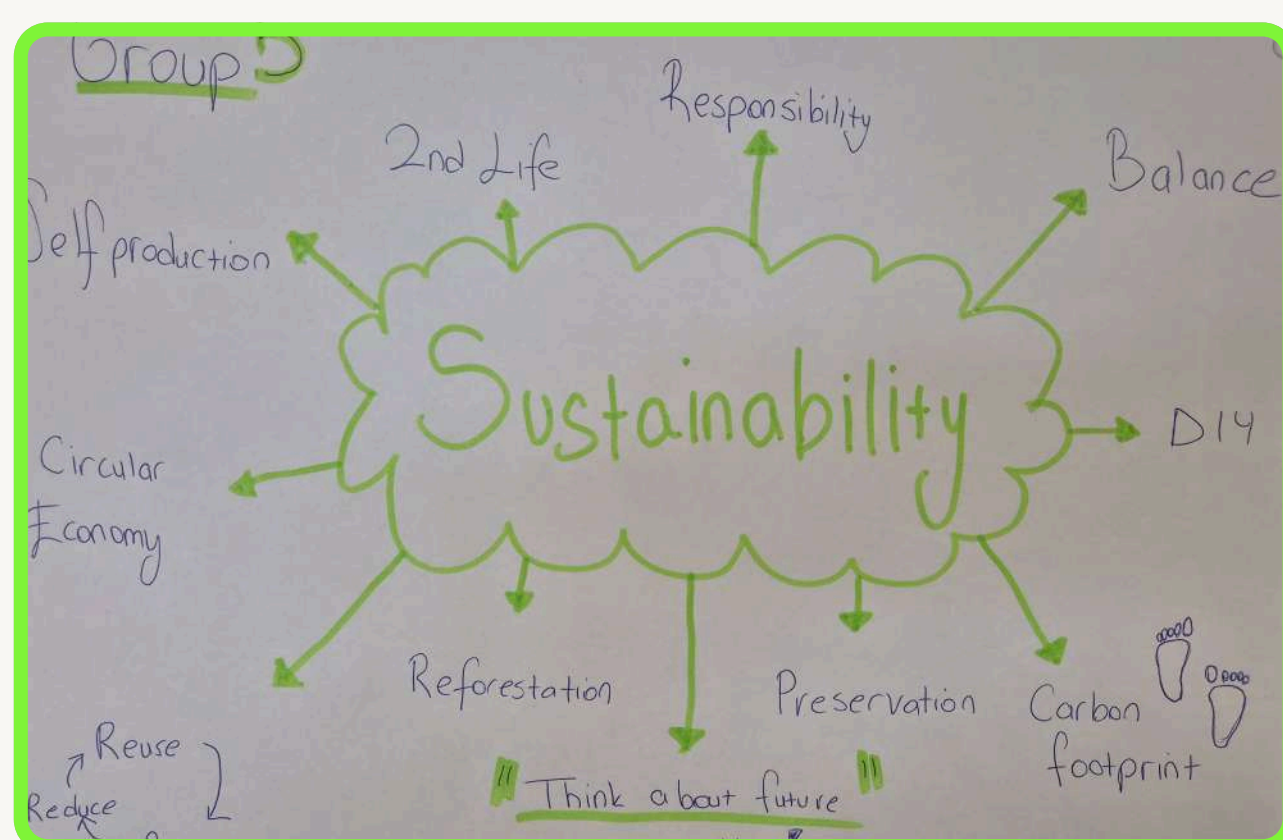 Group
2nd Life
Responsibility
Balance
Self production
Sustainability
DIY
Circular
Economy
Reforestation
Preservation
Carbon
footprint
Reuse
Reduce
" Think about future "